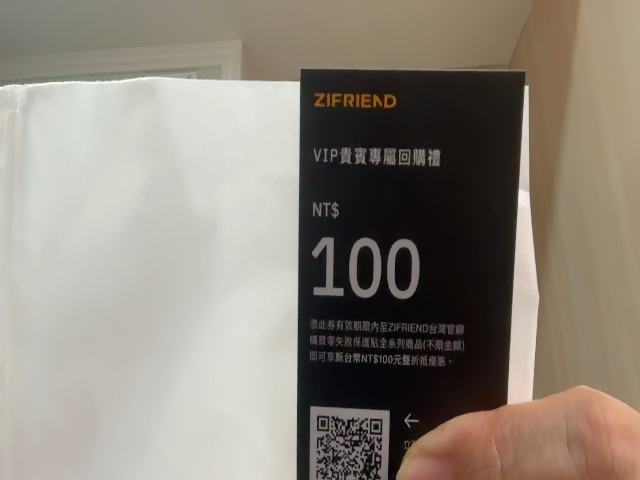 ZIFRIEND
VIP貴賓專屬回購禮
NT$
100
憑此券有效期限內至ZIFRIEND台灣官網
購買零失敗保護貼全系列商品(不限金額)
即可享新台幣NT$100元整折抵優惠。
←